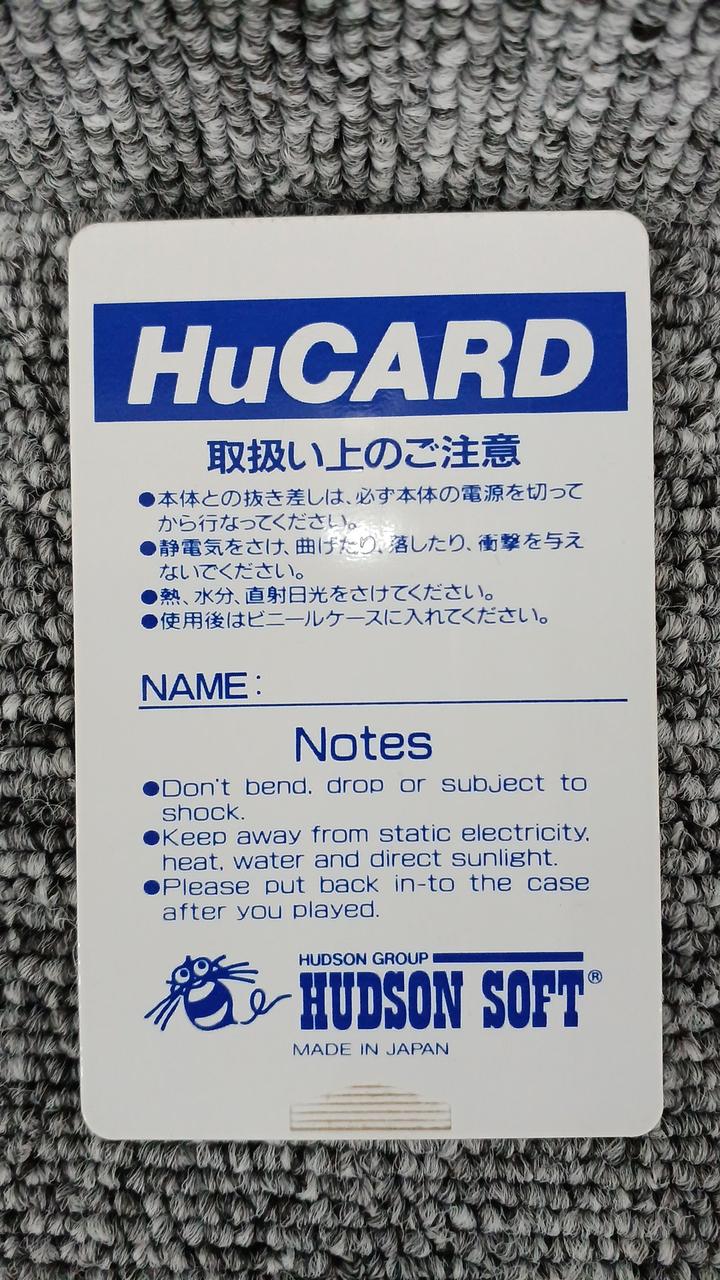 HuCARD
取扱い上のご注意
●本体との抜き差しは、必ず本体の電源を切って
から行なってください。
●静電気をさけ、曲げたり、落したり、衝撃を与え
ないでください。
●熱、水分、直射日光をさけてください。
●使用後はビニールケースに入れてください。
NAME:
Notes
●Don't bend, drop or subject to
shock.
●Keep away from static electricity,
heat, water and direct sunlight.
●Please put back in-to the case
after you played.
HUDSON GROUP
HUDSON SOFT®
MADE IN JAPAN